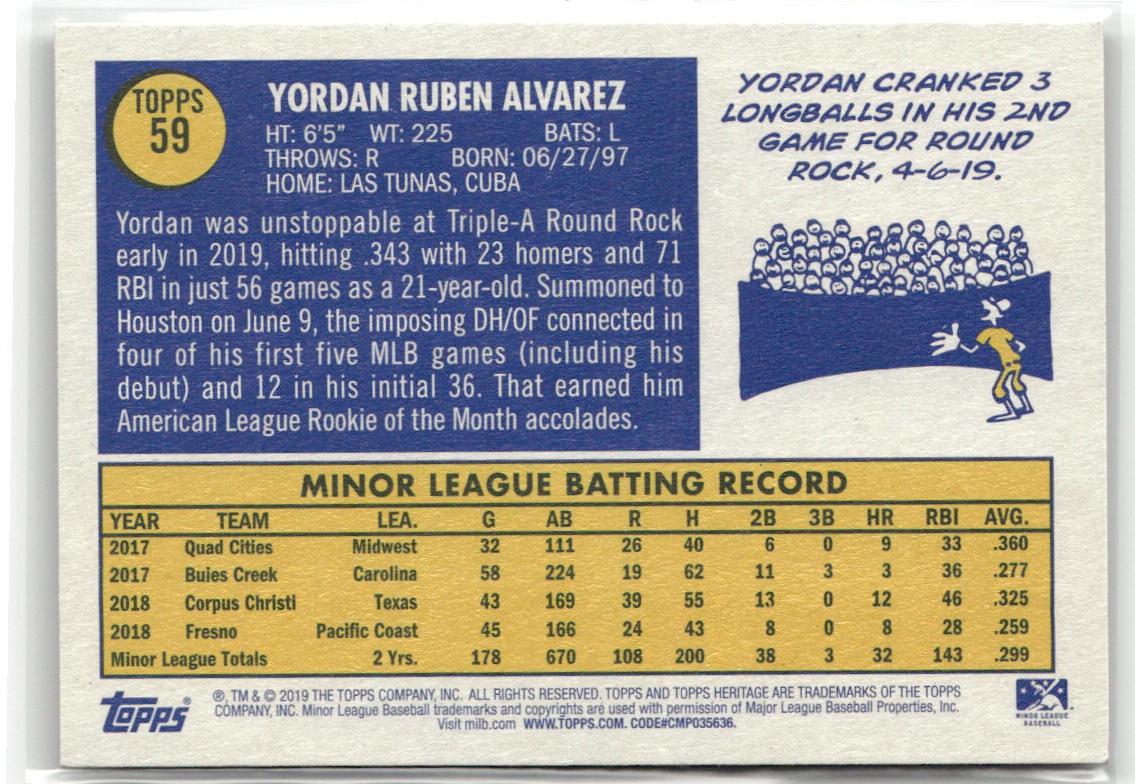 TOPPS
59
YORDAN RUBEN ALVAREZ
HT: 6'5" WT: 225 BATS: L
THROWS: R BORN: 06/27/97
HOME: LAS TUNAS, CUBA
Yordan was unstoppable at Triple-A Round Rock
early in 2019, hitting .343 with 23 homers and 71
RBI in just 56 games as a 21-year-old. Summoned to
Houston on June 9, the imposing DH/OF connected in
four of his first five MLB games (including his
debut) and 12 in his initial 36. That earned him
American League Rookie of the Month accolades.
YORDAN CRANKED 3
LONGBALLS IN HIS 2ND
GAME FOR ROUND
ROCK, 4-6-19.
MINOR LEAGUE BATTING RECORD
YEAR TEAM LEA. G AB R H 2B 3B HR RBI AVG.
2017 Quad Cities Midwest 32 111 26 40 6 0 9 33 .360
2017 Buies Creek Carolina 58 224 19 62 11 3 3 36 .277
2018 Corpus Christi Texas 43 169 39 55 13 0 12 46 .325
2018 Fresno Pacific Coast 45 166 24 43 8 0 8 28 .259
Minor League Totals 2 Yrs. 178 670 108 200 38 3 32 143 .299
Topps®
®, TM & © 2019 THE TOPPS COMPANY, INC. ALL RIGHTS RESERVED. TOPPS AND TOPPS HERITAGE ARE TRADEMARKS OF THE TOPPS
COMPANY, INC. Minor League Baseball trademarks and copyrights are used with permission of Major League Baseball Properties, Inc.
Visit milb.com WWW.TOPPS.COM. CODE#CMP035636.
MINOR LEAGUE
BASEBALL